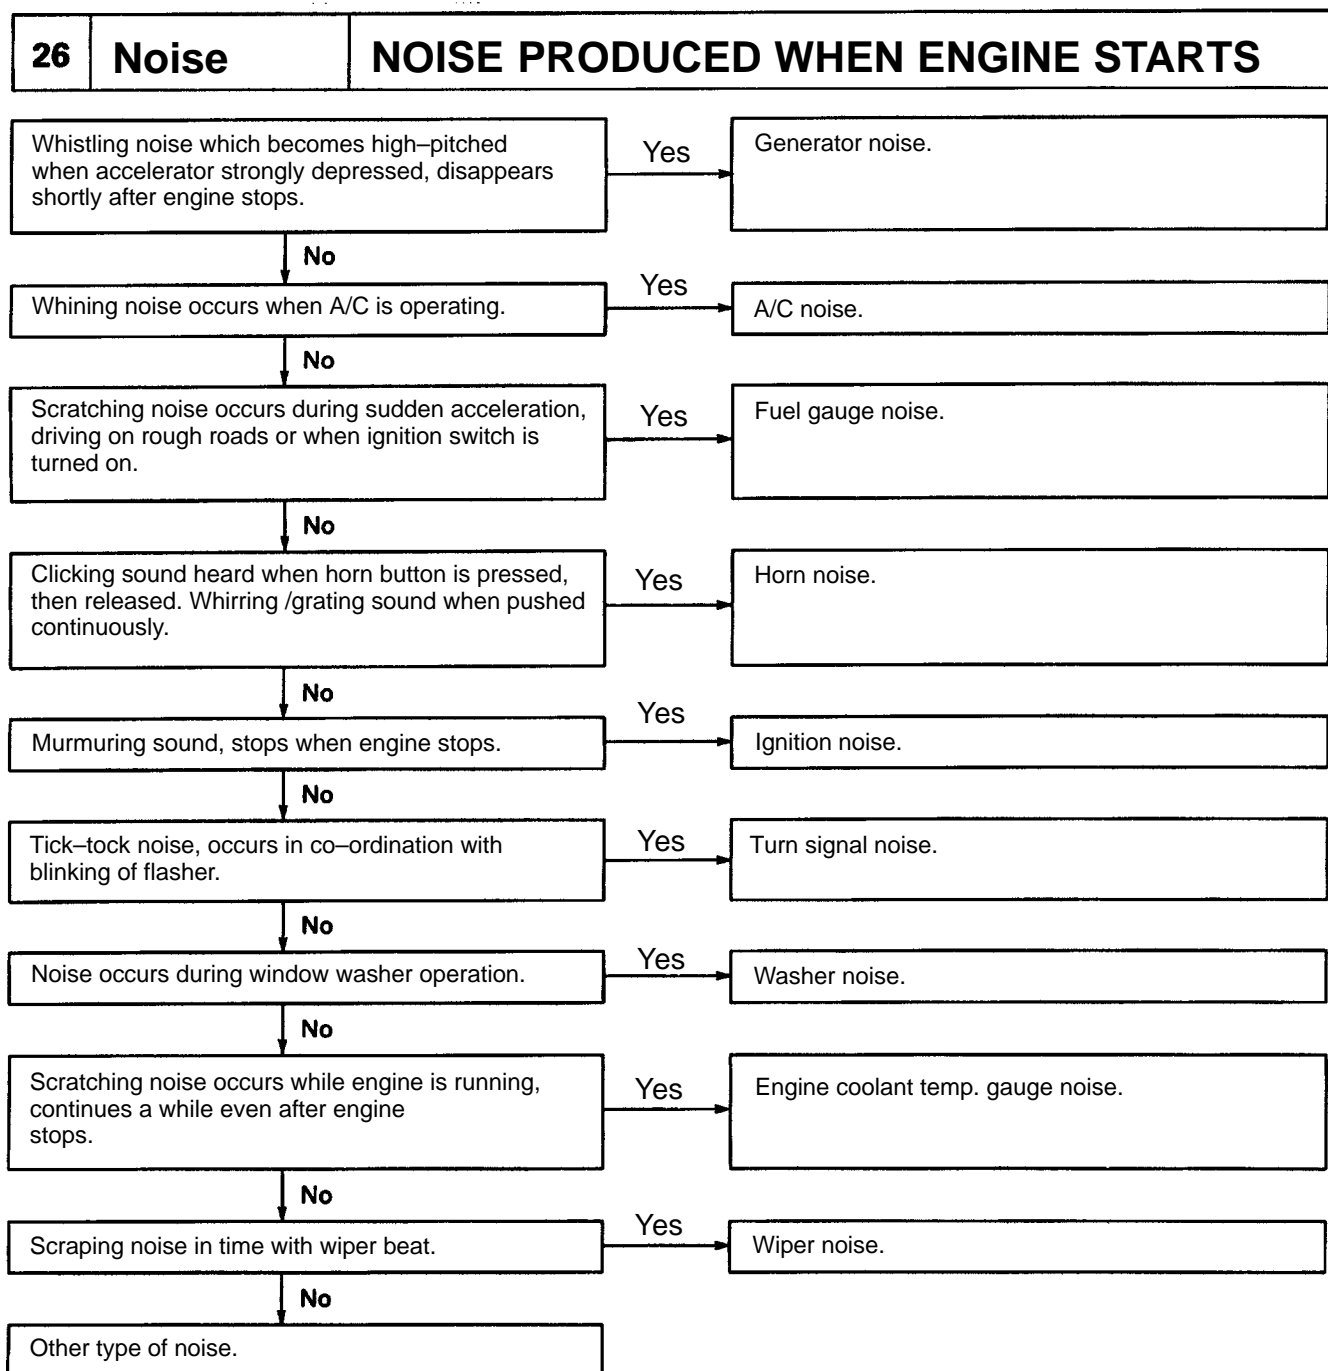 26 Noise NOISE PRODUCED WHEN ENGINE STARTS
Whistling noise which becomes high–pitched
when accelerator strongly depressed, disappears
shortly after engine stops.
Yes
Generator noise.
No
Whining noise occurs when A/C is operating.
Yes
A/C noise.
No
Scratching noise occurs during sudden acceleration,
driving on rough roads or when ignition switch is
turned on.
Yes
Fuel gauge noise.
No
Clicking sound heard when horn button is pressed,
then released. Whirring /grating sound when pushed
continuously.
Yes
Horn noise.
No
Murmuring sound, stops when engine stops.
Yes
Ignition noise.
No
Tick–tock noise, occurs in co–ordination with
blinking of flasher.
Yes
Turn signal noise.
No
Noise occurs during window washer operation.
Yes
Washer noise.
No
Scratching noise occurs while engine is running,
continues a while even after engine
stops.
Yes
Engine coolant temp. gauge noise.
No
Scraping noise in time with wiper beat.
Yes
Wiper noise.
No
Other type of noise.